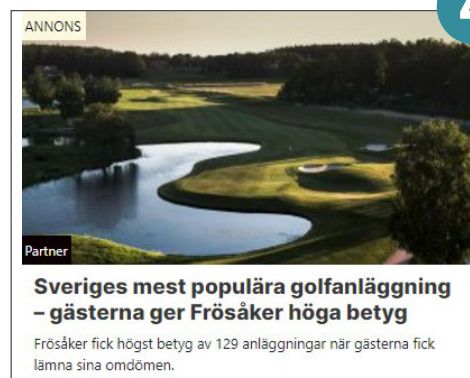 ANNONS
Partner
Sveriges mest populära golfanläggning
– gästerna ger Frösåker höga betyg
Frösåker fick högst betyg av 129 anläggningar när gästerna fick
lämna sina omdömen.